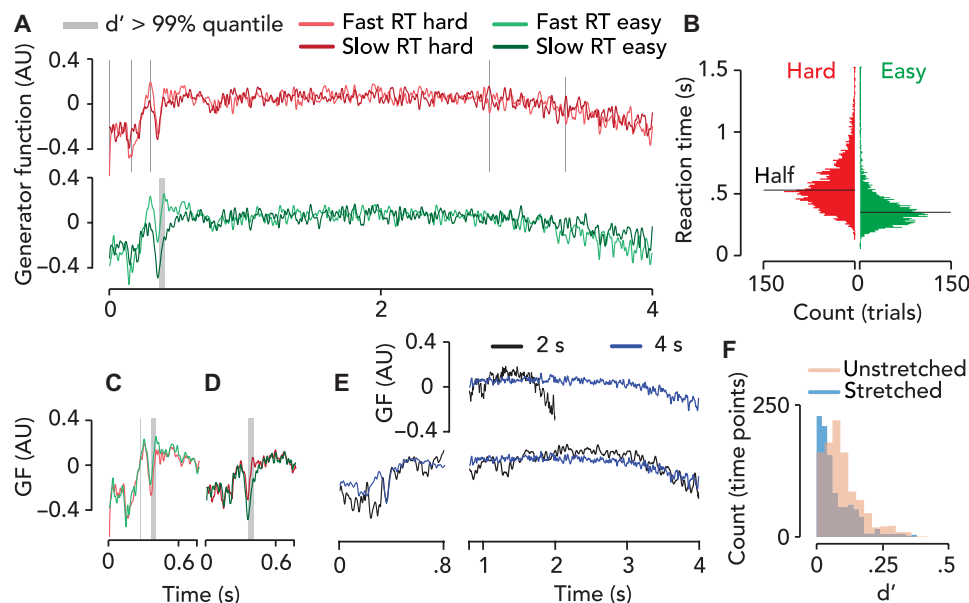 A
d' > 99% quantile
Fast RT hard
Slow RT hard
Fast RT easy
Slow RT easy
Generator function (AU)
0.4
0
−0.4
0.4
0
−0.4
0
2
4
B
Reaction time (s)
1.5
1
.5
0
Hard
Easy
Half
150
0
150
Count (trials)
C
D
GF (AU)
0.4
0
−0.4
0
0.6
0
0.6
Time (s)
E
2 s
4 s
GF (AU)
0.4
0
−0.4
0
.8
1
2
3
4
Time (s)
F
Unstretched
Stretched
Count (time points)
250
0
0
.25
.5
d'